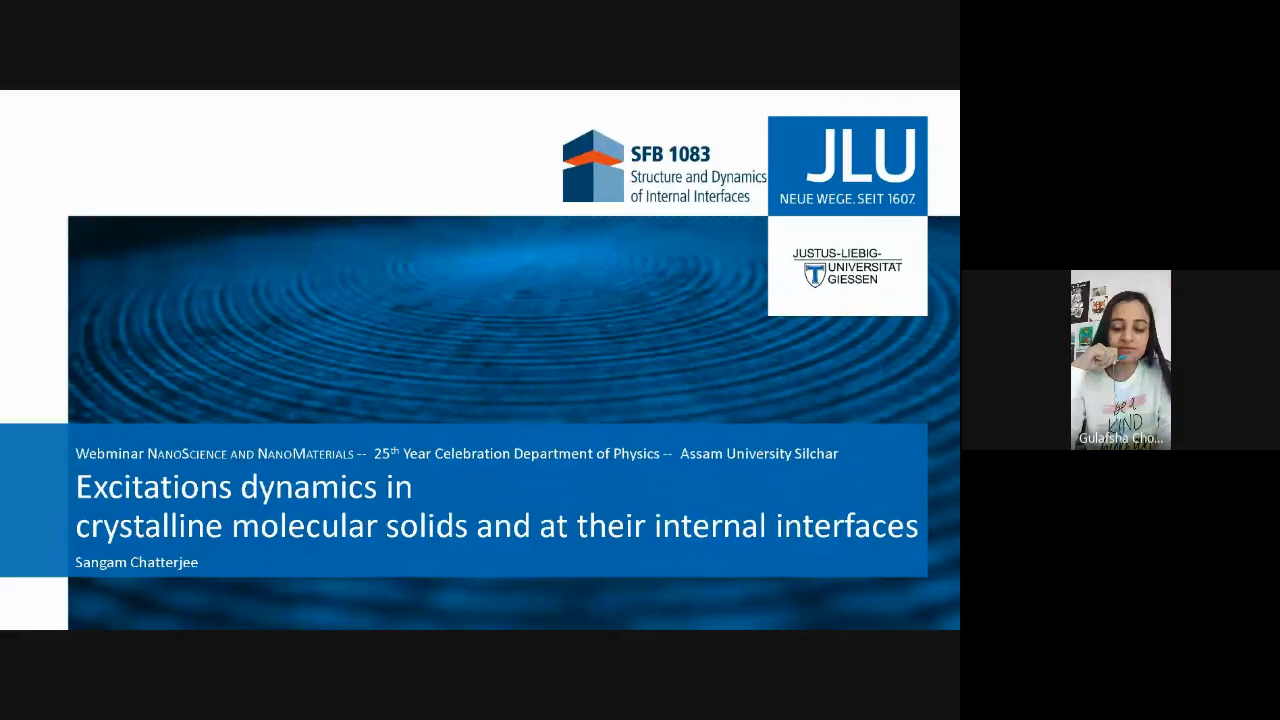 SFB 1083
Structure and Dynamics
of Internal Interfaces
JLU
NEUE WEGE. SEIT 1607.
JUSTUS-LIEBIG-
UNIVERSITAT
GIESSEN
Webminar NANOSCIENCE AND NANOMATERIALS -- 25th Year Celebration Department of Physics -- Assam University Silchar
Excitations dynamics in
crystalline molecular solids and at their internal interfaces
Sangam Chatterjee
be a
KIND
Gulafsha Cho...